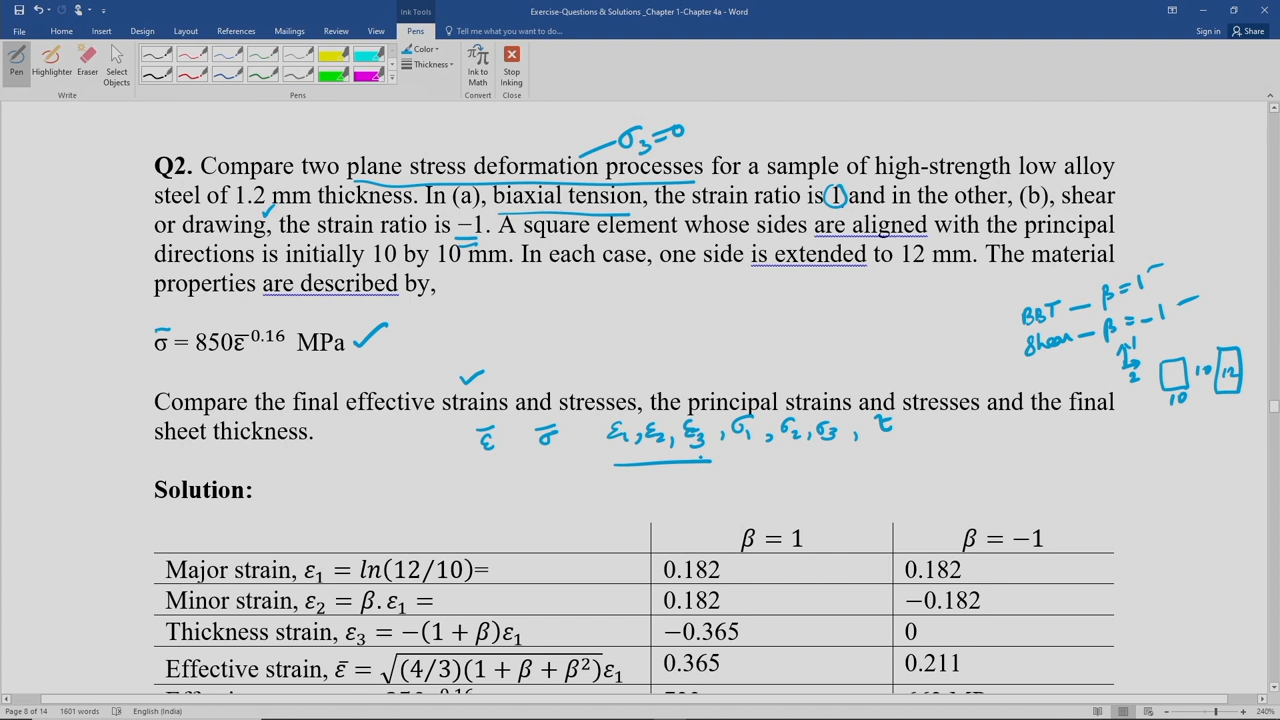 Ink Tools
Exercise-Questions & Solutions _Chapter 1-Chapter 4a - Word
File Home Insert Design Layout References Mailings Review View Pens Tell me what you want to do... Sign in Share
Pen Highlighter Eraser Select Objects
Color
Thickness
Ink to Math
Stop Inking
Write Pens Convert Close
σ3=0
Q2. Compare two plane stress deformation processes for a sample of high-strength low alloy
steel of 1.2 mm thickness. In (a), biaxial tension, the strain ratio is 1 and in the other, (b), shear
or drawing, the strain ratio is −1. A square element whose sides are aligned with the principal
directions is initially 10 by 10 mm. In each case, one side is extended to 12 mm. The material
properties are described by,
BBT – β=1
Shear – β=-1
1
2
10 12
10
σ̅ = 850ε̅^0.16 MPa
Compare the final effective strains and stresses, the principal strains and stresses and the final
sheet thickness.
ε̅ σ̅ ε1, ε2, ε3, σ1, σ2, σ3, t
Solution:
β = 1 β = −1
Major strain, ε1 = ln(12/10)= 0.182 0.182
Minor strain, ε2 = β. ε1 = 0.182 −0.182
Thickness strain, ε3 = −(1 + β)ε1 −0.365 0
Effective strain, ε̅ = √(4/3)(1 + β + β²)ε1 0.365 0.211
Page 8 of 14 1601 words English (India) 240%